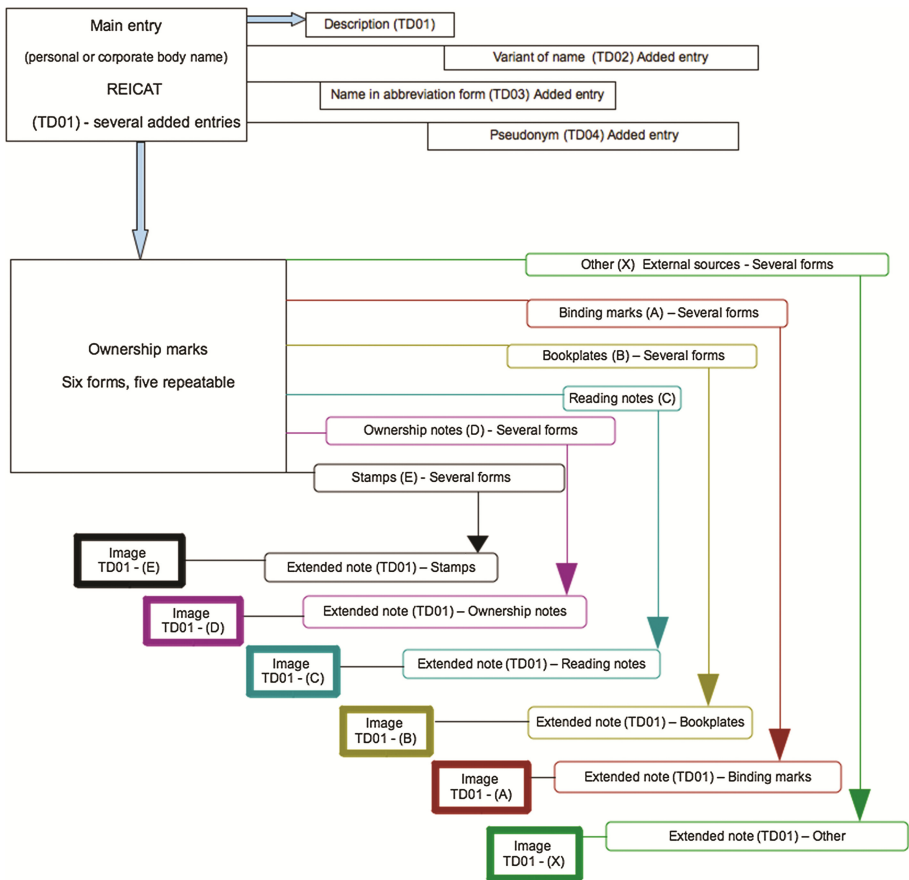 Main entry
(personal or corporate body name)
REICAT
(TD01) - several added entries
Description (TD01)
Variant of name (TD02) Added entry
Name in abbreviation form (TD03) Added entry
Pseudonym (TD04) Added entry
Ownership marks
Six forms, five repeatable
Other (X) External sources - Several forms
Binding marks (A) – Several forms
Bookplates (B) – Several forms
Reading notes (C)
Ownership notes (D) - Several forms
Stamps (E) - Several forms
Image
TD01 - (E)
Extended note (TD01) – Stamps
Image
TD01 - (D)
Extended note (TD01) – Ownership notes
Image
TD01 - (C)
Extended note (TD01) – Reading notes
Image
TD01 - (B)
Extended note (TD01) – Bookplates
Image
TD01 - (A)
Extended note (TD01) – Binding marks
Image
TD01 - (X)
Extended note (TD01) – Other